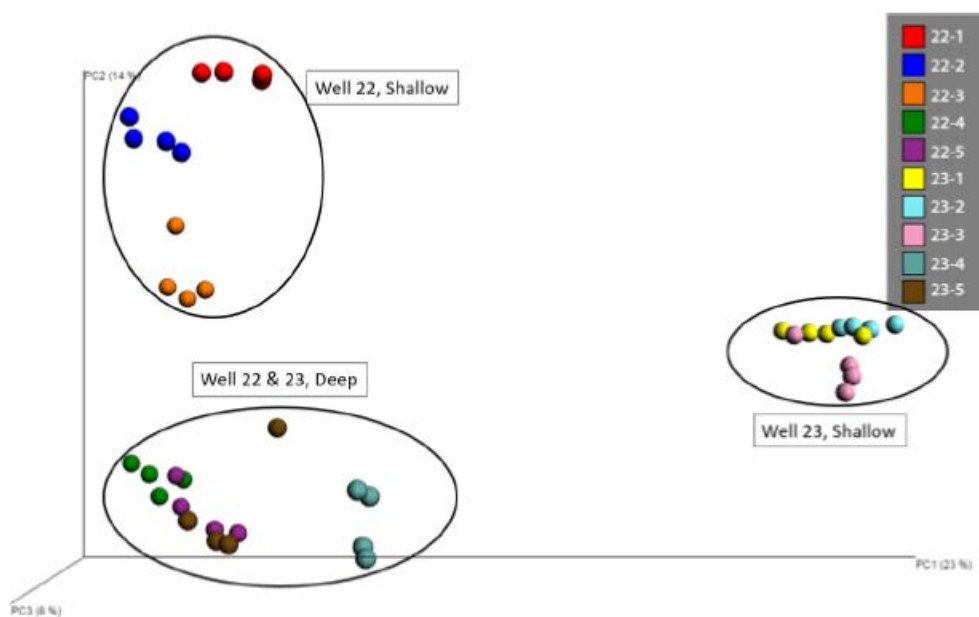 PC2 (14 %)
Well 22, Shallow
22-1
22-2
22-3
22-4
22-5
23-1
23-2
23-3
23-4
23-5
Well 22 & 23, Deep
Well 23, Shallow
PC1 (23 %)
PC3 (6 %)